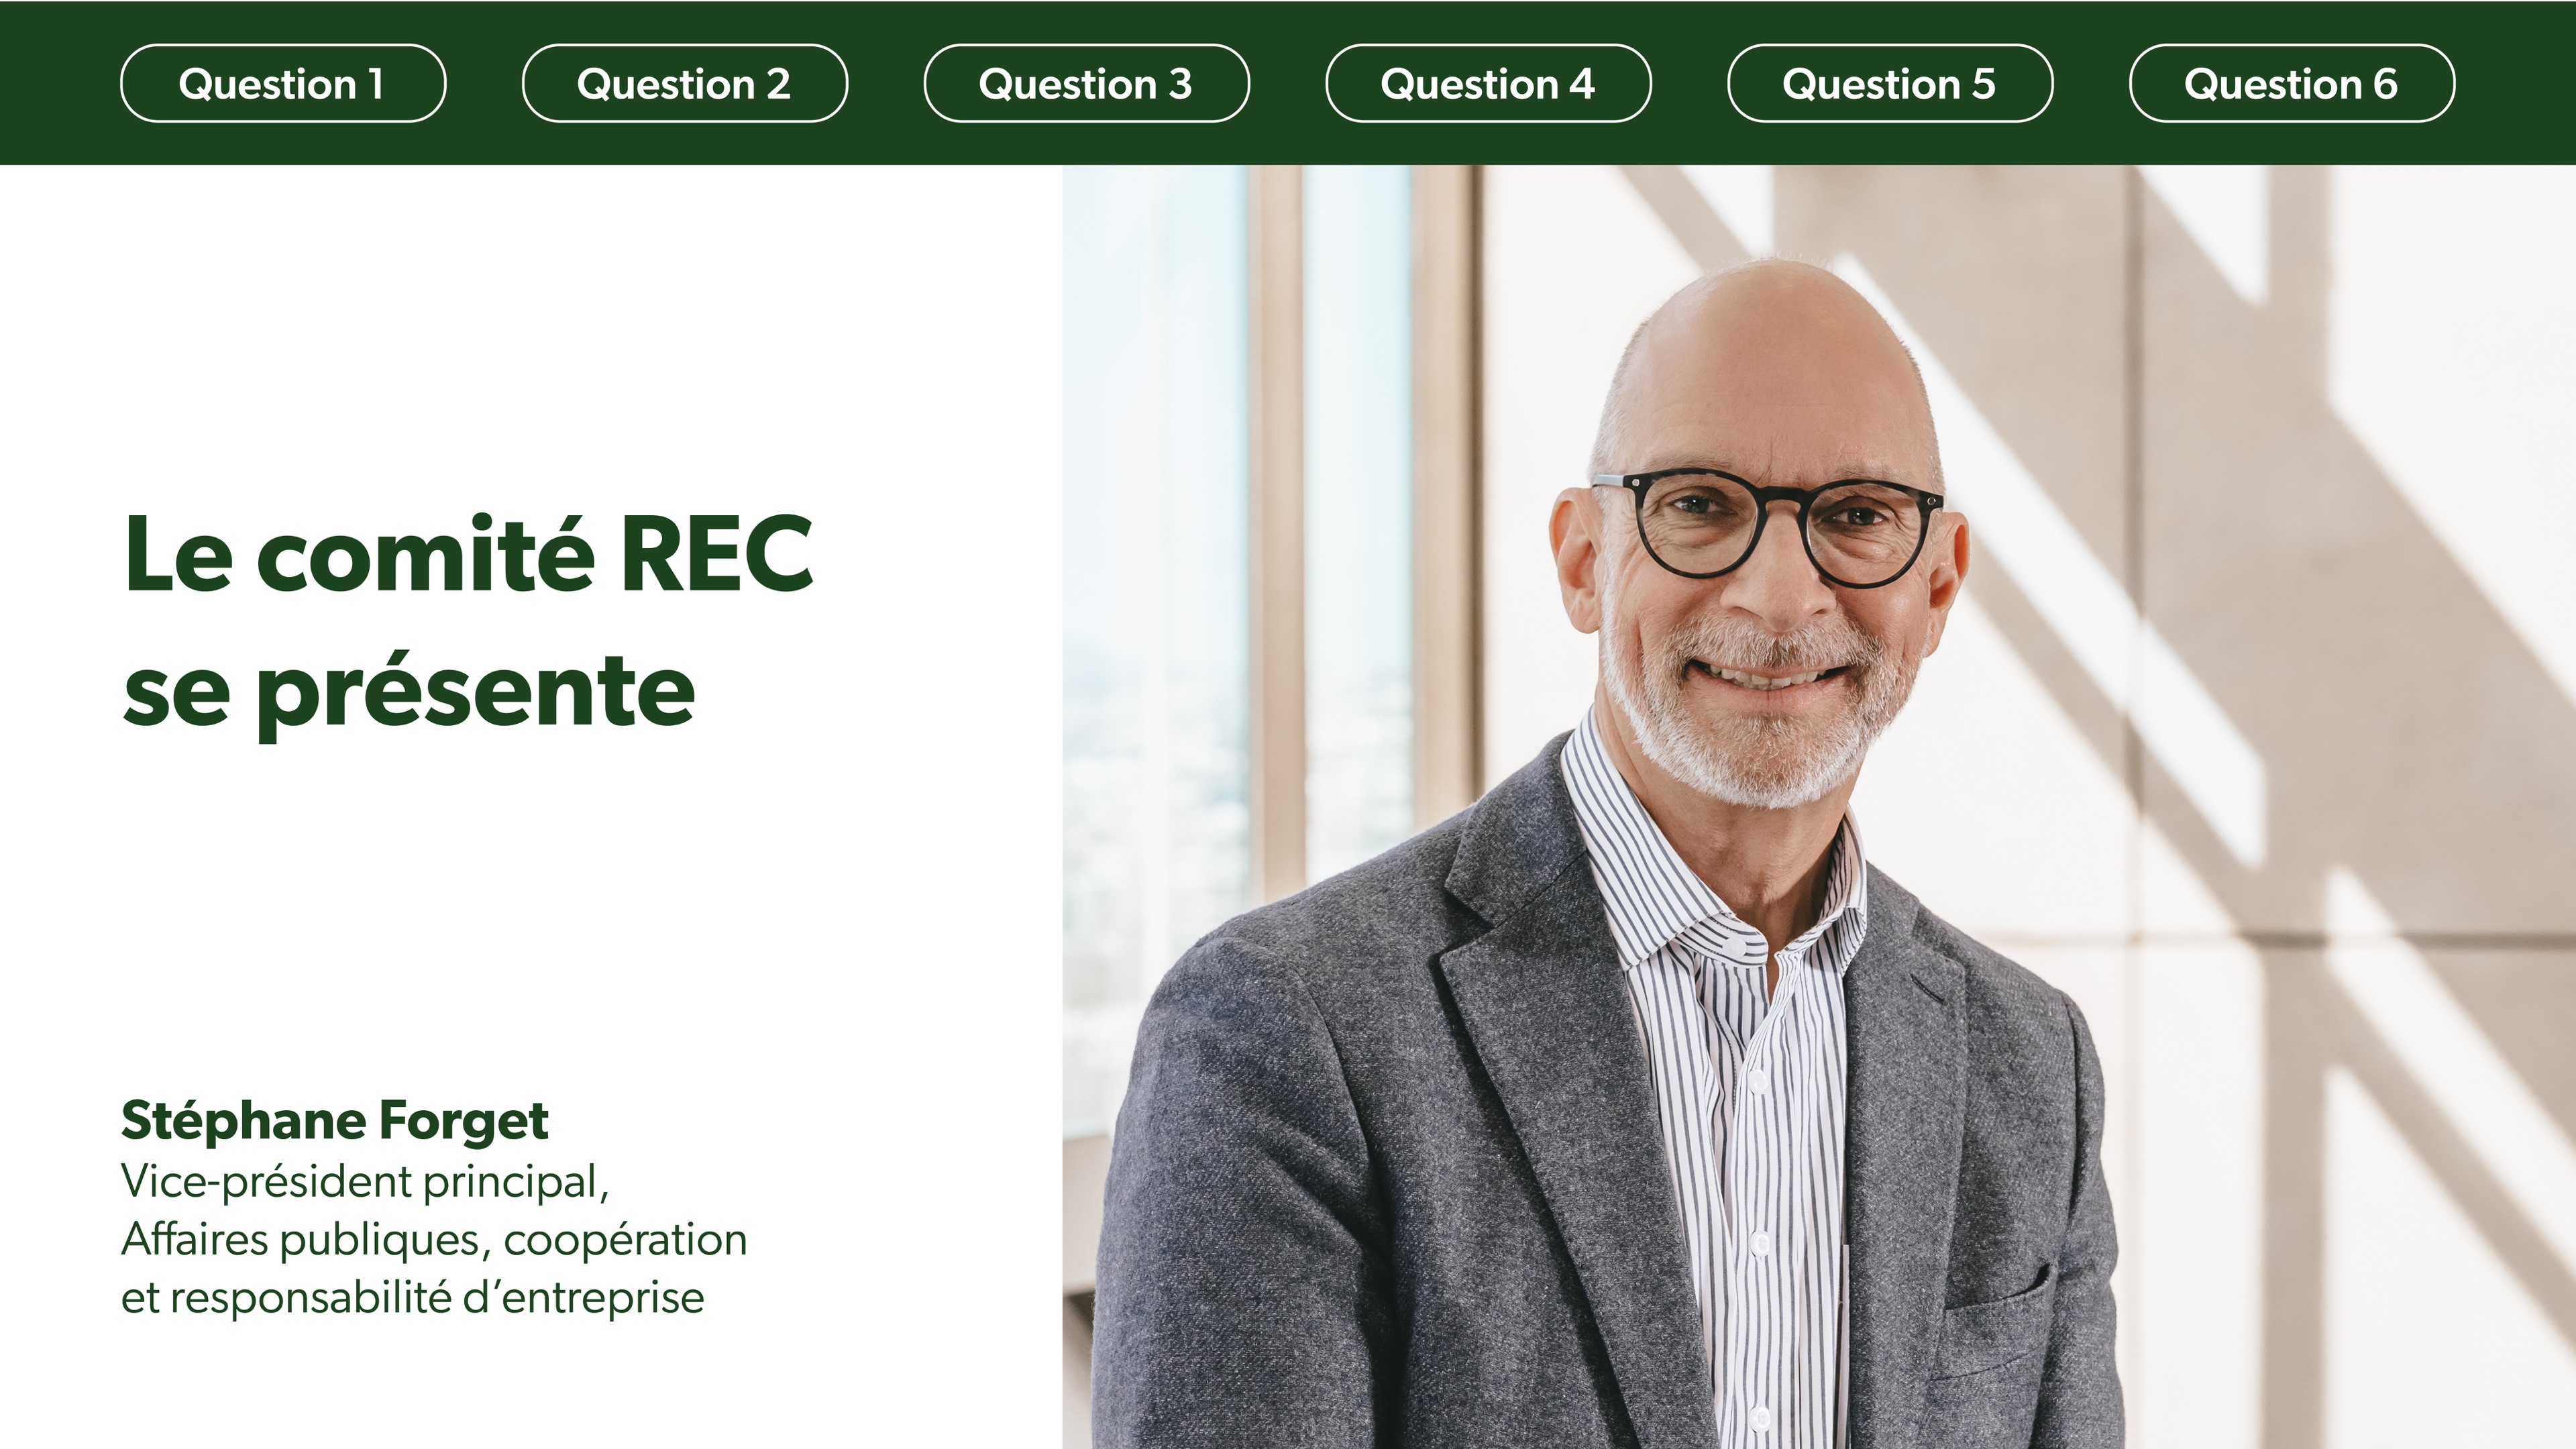 Question 1
Question 2
Question 3
Question 4
Question 5
Question 6
Le comité REC
se présente
Stéphane Forget
Vice-président principal,
Affaires publiques, coopération
et responsabilité d’entreprise